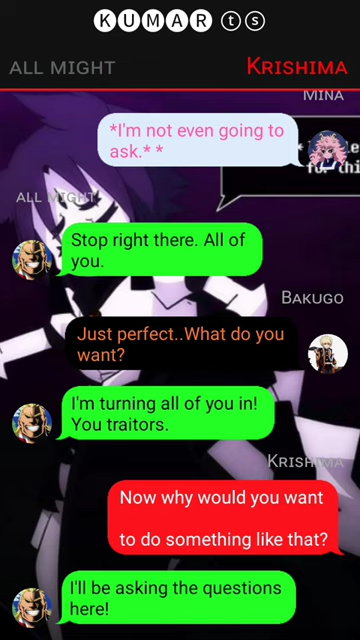 KUMAR ts
ALL MIGHT
KRISHIMA
MINA
*I'm not even going to
ask.* *
ALL MIGHT
Stop right there. All of
you.
BAKUGO
Just perfect..What do you
want?
I'm turning all of you in!
You traitors.
KRISHIMA
Now why would you want
to do something like that?
I'll be asking the questions
here!